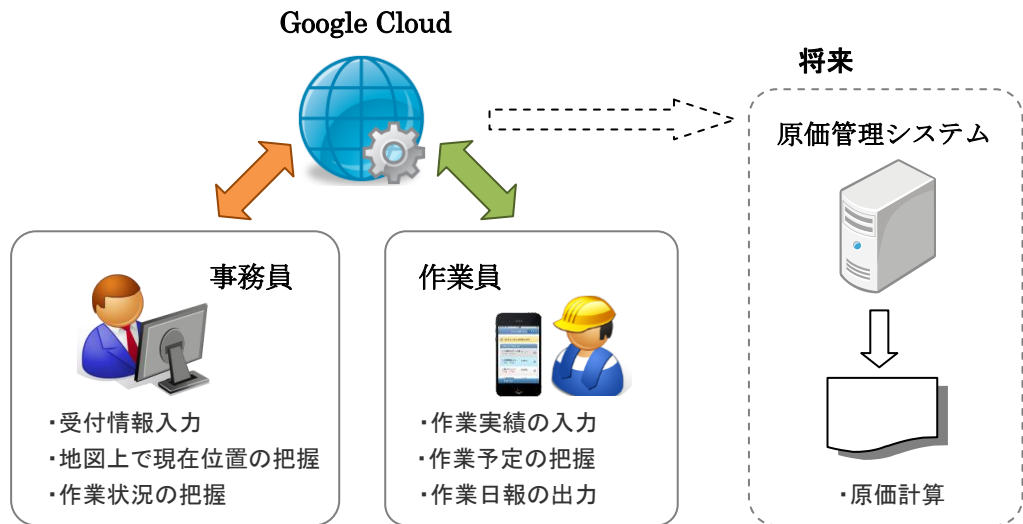 Google Cloud
将来
原価管理システム
事務員
作業員
・受付情報入力
・地図上で現在位置の把握
・作業状況の把握
・作業実績の入力
・作業予定の把握
・作業日報の出力
・原価計算